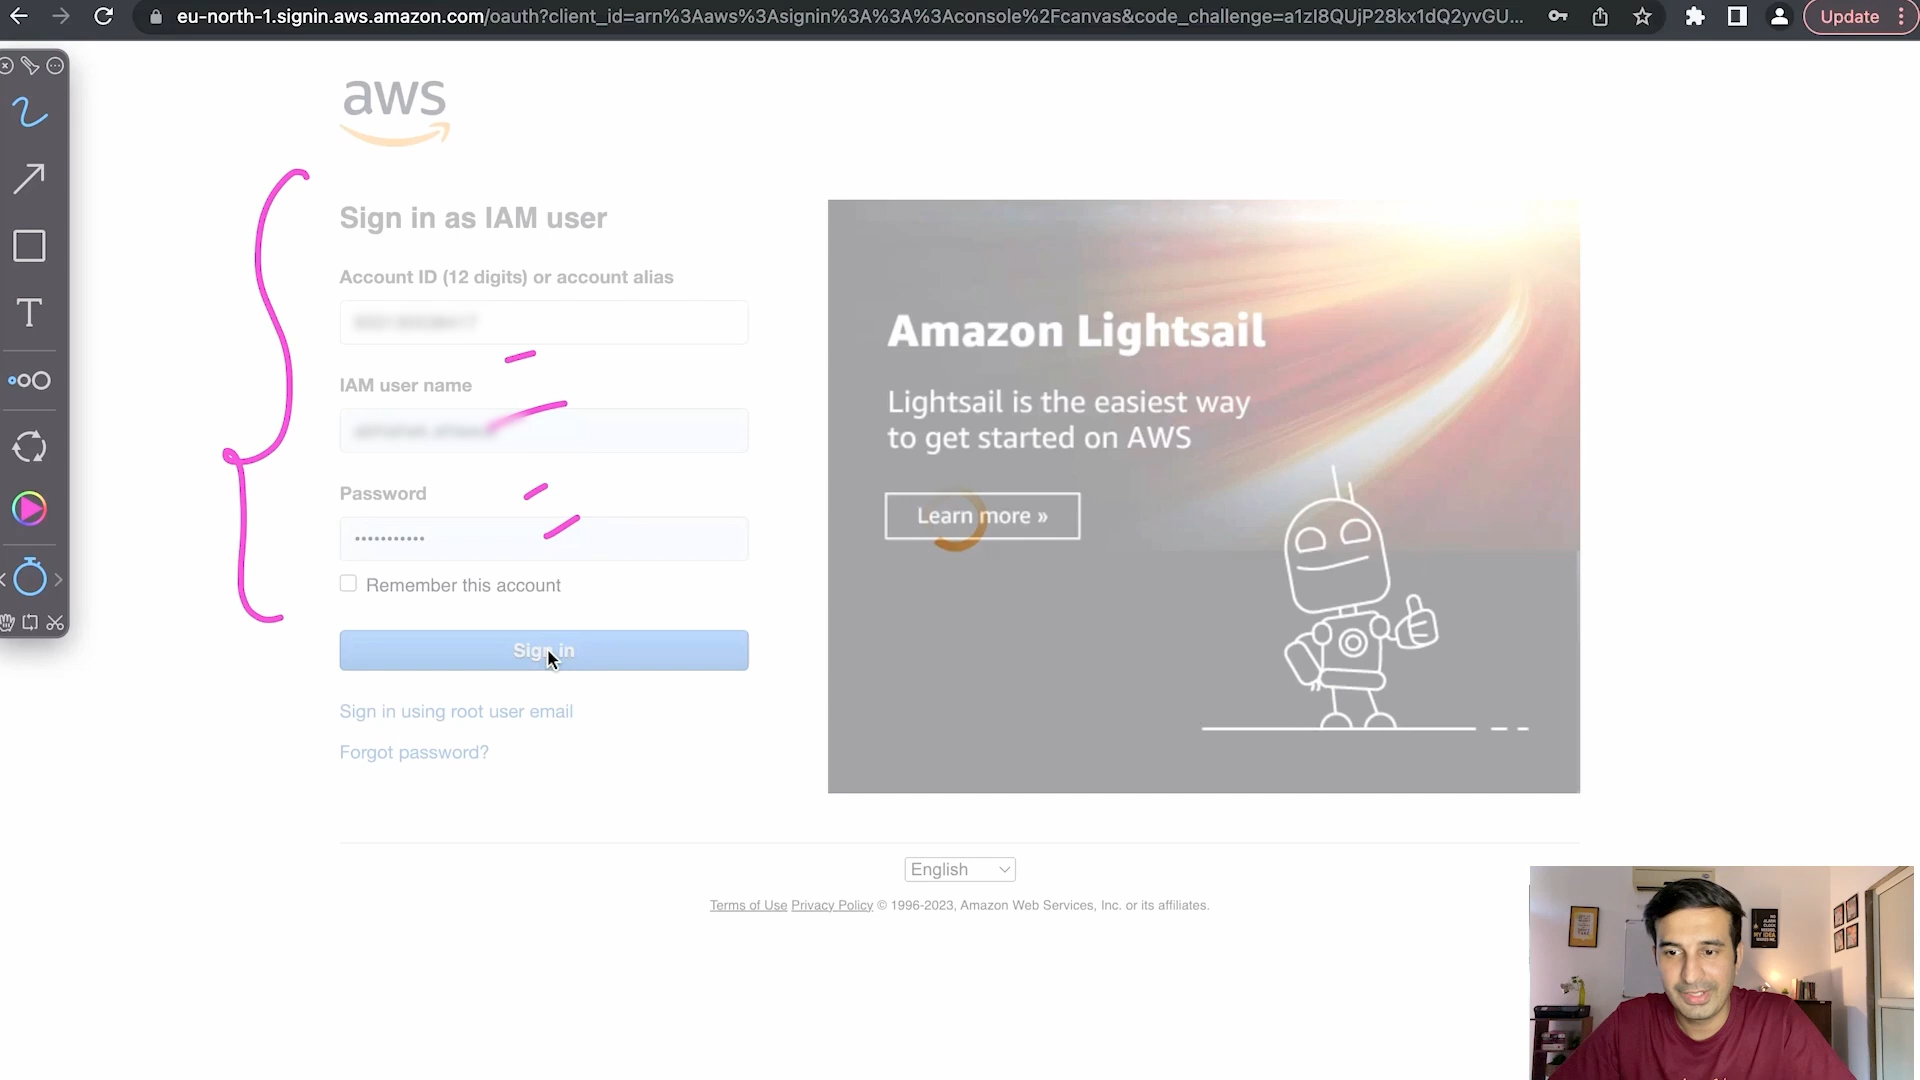 eu-north-1.signin.aws.amazon.com/oauth?client_id=arn%3Aaws%3Asignin%3A%3A%3Aconsole%2Fcanvas&code_challenge=a1zI8QUjP28kx1dQ2yvGU...
Update
aws
T
Sign in as IAM user
Account ID (12 digits) or account alias
IAM user name
Password
Remember this account
Sign in
Sign in using root user email
Forgot password?
Amazon Lightsail
Lightsail is the easiest way
to get started on AWS
Learn more »
English
Terms of Use Privacy Policy © 1996-2023, Amazon Web Services, Inc. or its affiliates.